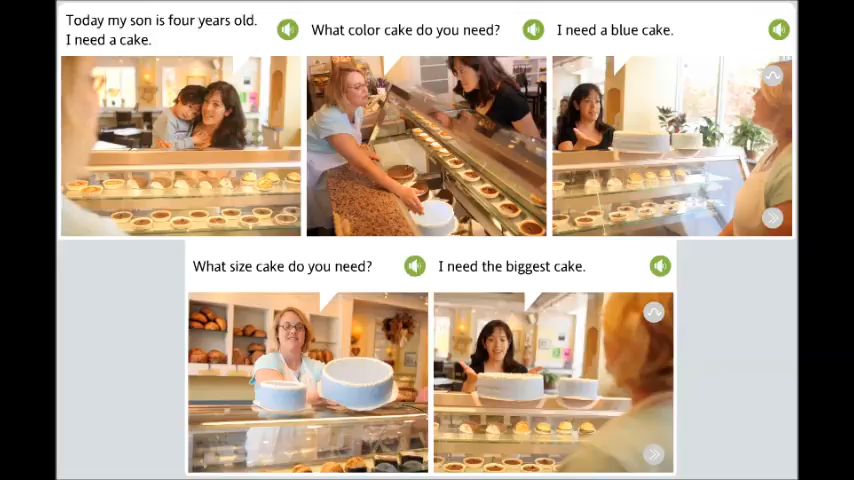 Today my son is four years old.
I need a cake.
What color cake do you need?
I need a blue cake.
What size cake do you need?
I need the biggest cake.